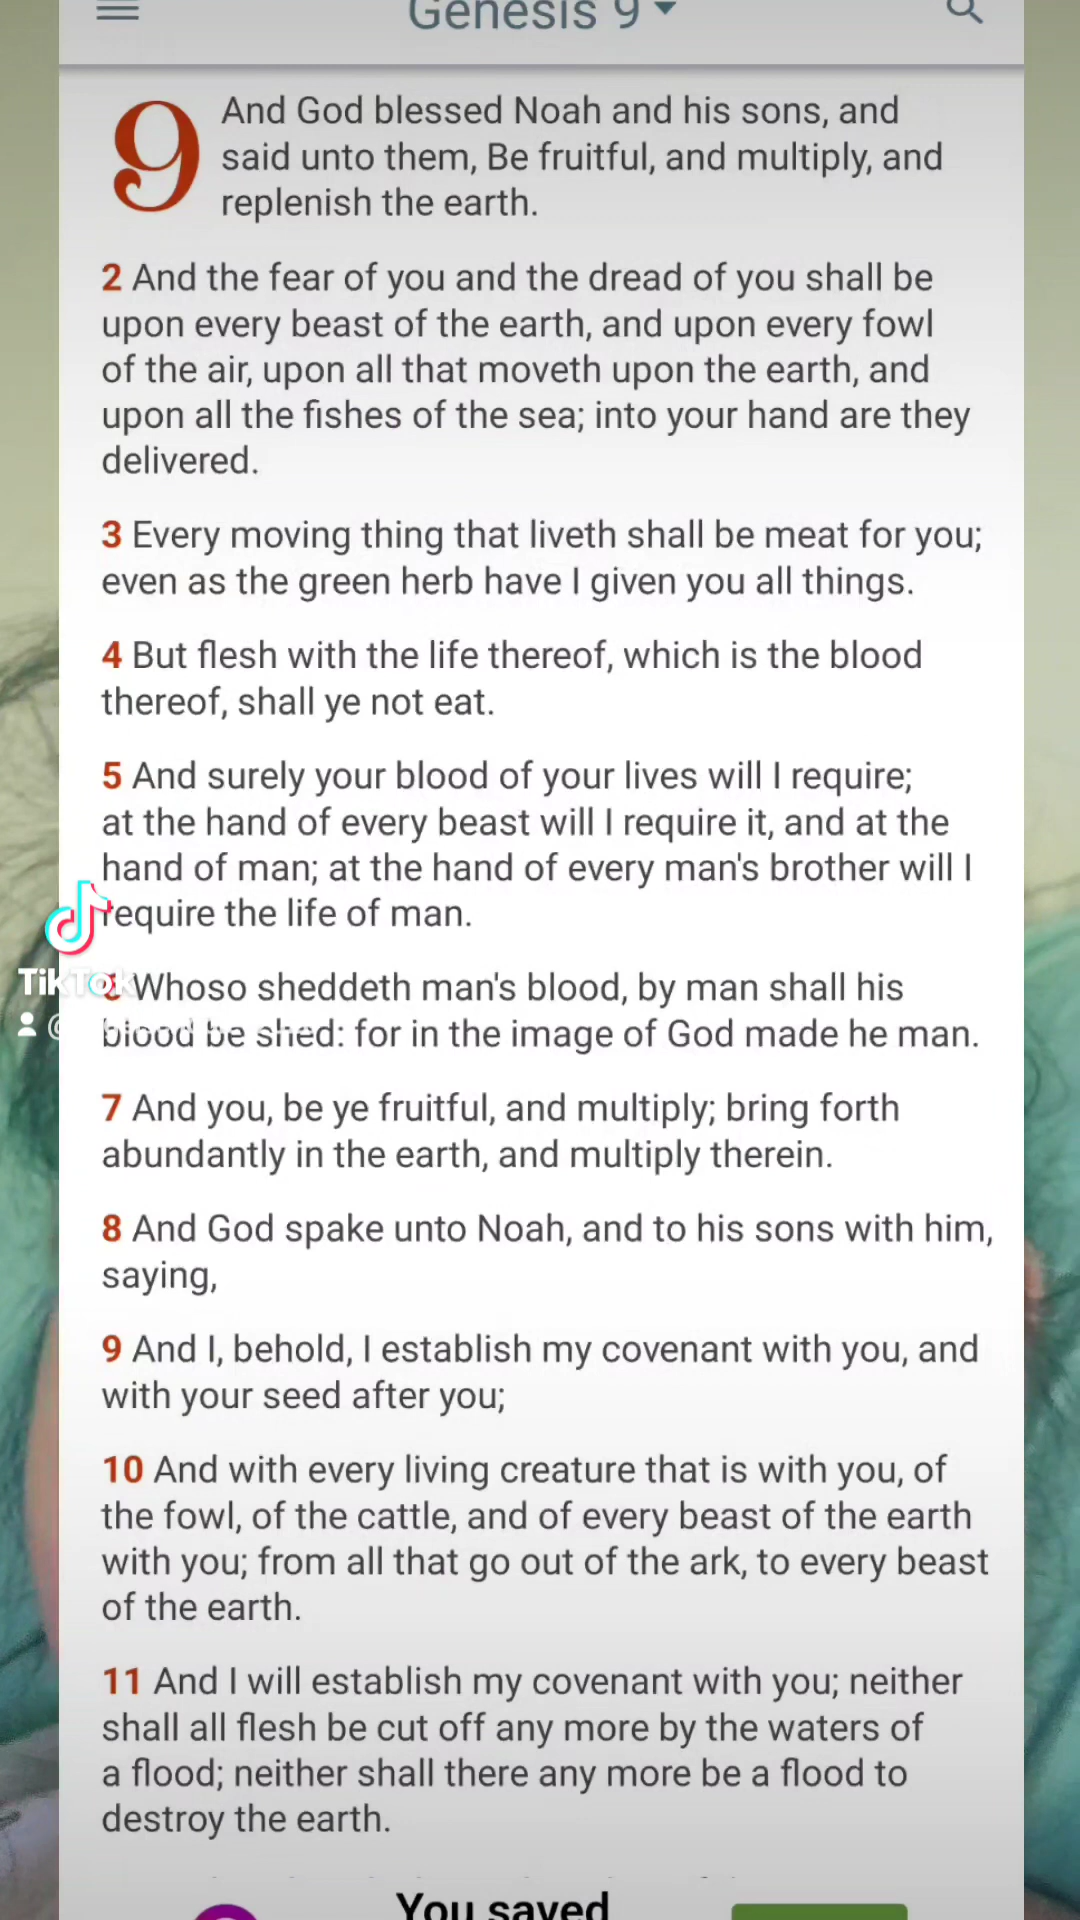 Genesis 9
9 And God blessed Noah and his sons, and
said unto them, Be fruitful, and multiply, and
replenish the earth.
2 And the fear of you and the dread of you shall be
upon every beast of the earth, and upon every fowl
of the air, upon all that moveth upon the earth, and
upon all the fishes of the sea; into your hand are they
delivered.
3 Every moving thing that liveth shall be meat for you;
even as the green herb have I given you all things.
4 But flesh with the life thereof, which is the blood
thereof, shall ye not eat.
5 And surely your blood of your lives will I require;
at the hand of every beast will I require it, and at the
hand of man; at the hand of every man's brother will I
require the life of man.
TikTok
Whoso sheddeth man's blood, by man shall his
@
blood be shed: for in the image of God made he man.
7 And you, be ye fruitful, and multiply; bring forth
abundantly in the earth, and multiply therein.
8 And God spake unto Noah, and to his sons with him,
saying,
9 And I, behold, I establish my covenant with you, and
with your seed after you;
10 And with every living creature that is with you, of
the fowl, of the cattle, and of every beast of the earth
with you; from all that go out of the ark, to every beast
of the earth.
11 And I will establish my covenant with you; neither
shall all flesh be cut off any more by the waters of
a flood; neither shall there any more be a flood to
destroy the earth.
You saved